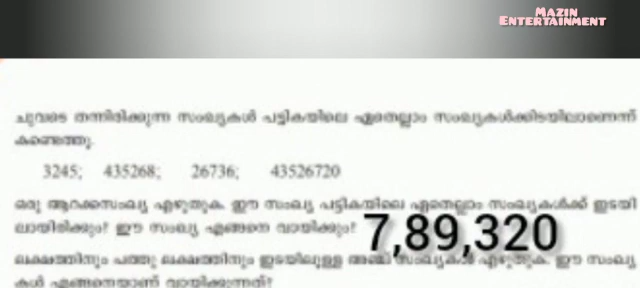 MAZIN
ENTERTAINMENT
ചുവടെ തന്നിരിക്കുന്ന സംഖ്യകൾ പട്ടികയിലെ ഏതെല്ലാം സംഖ്യകൾക്കിടയിലാണെന്ന്
കണ്ടെത്തൂ.
3245; 435268; 26736; 43526720
ഒരു ആറക്കസംഖ്യ എഴുതുക. ഈ സംഖ്യ പട്ടികയിലെ ഏതെല്ലാം സംഖ്യകൾക്ക് ഇടയി
ലായിരിക്കും? ഈ സംഖ്യ എങ്ങനെ വായിക്കും?
7,89,320
ലക്ഷത്തിനും പത്തു ലക്ഷത്തിനും ഇടയിലുള്ള അഞ്ച് സംഖ്യകൾ എഴുതുക. ഈ സംഖ്യ
കൾ എങ്ങനെയാണ് വായിക്കുന്നത്?